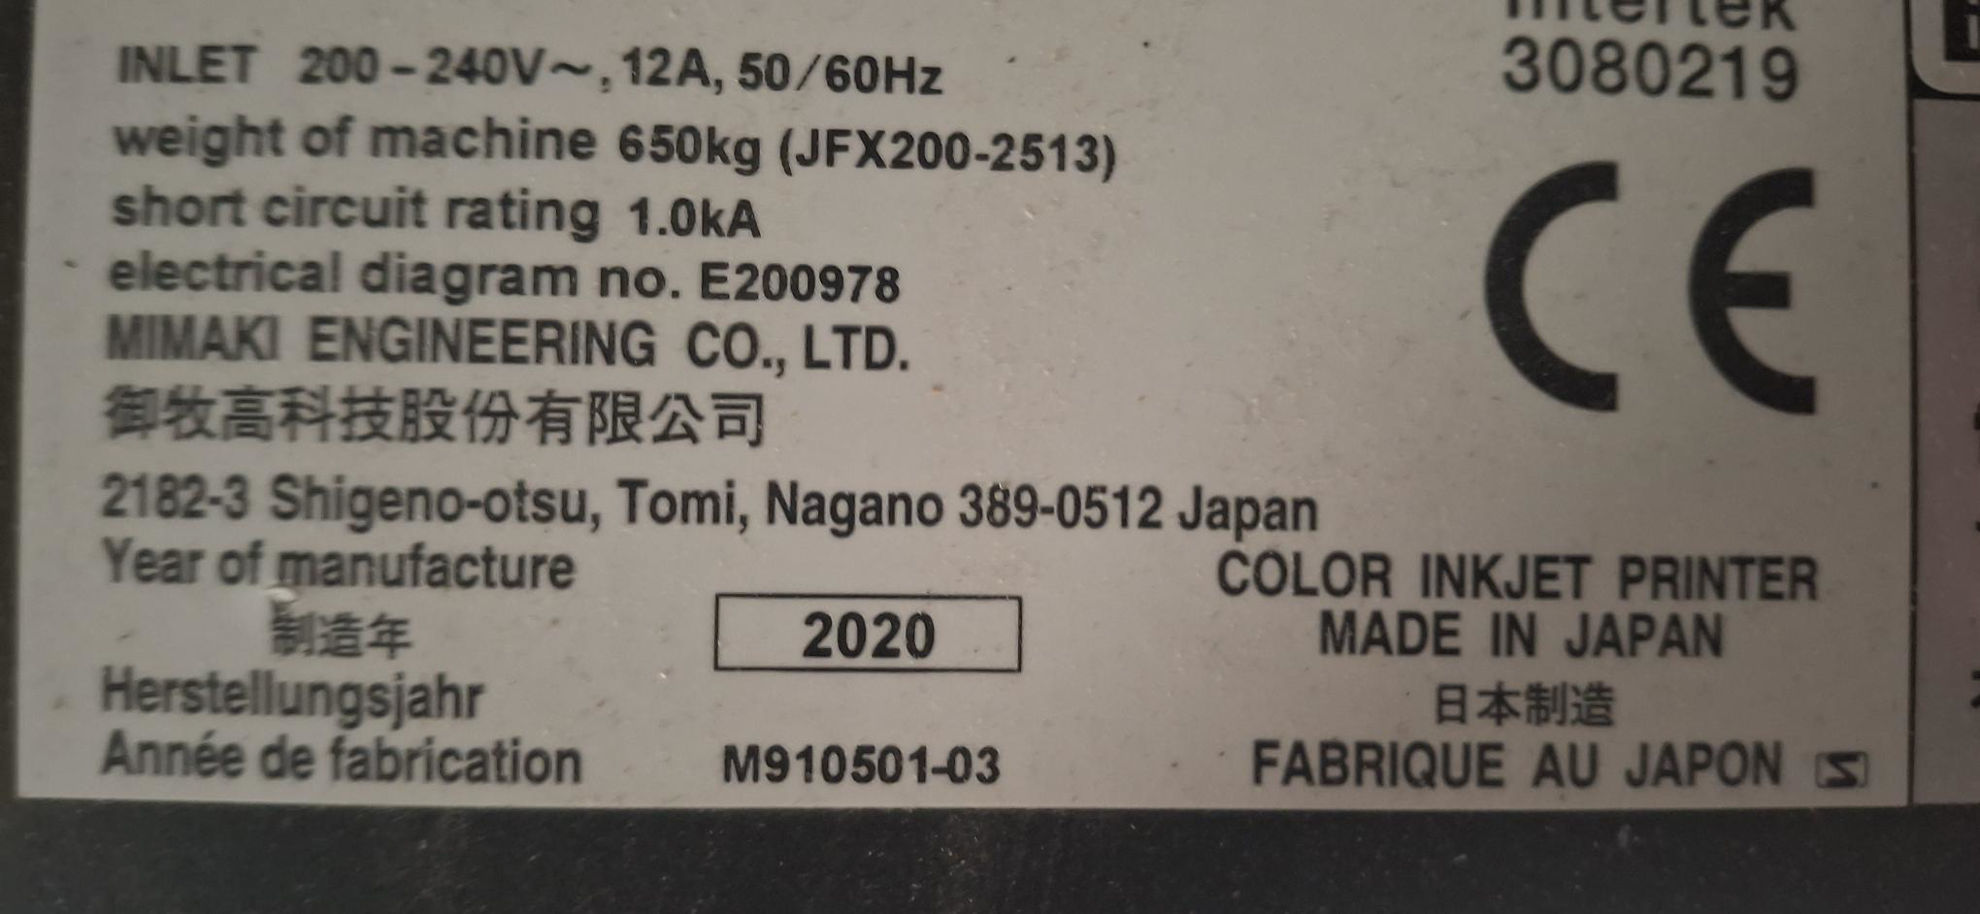 Intertek
INLET 200-240V～, 12A, 50/60Hz
3080219
weight of machine 650kg (JFX200-2513)
short circuit rating 1.0kA
CE
electrical diagram no. E200978
MIMAKI ENGINEERING CO., LTD.
御牧高科技股份有限公司
2182-3 Shigeno-otsu, Tomi, Nagano 389-0512 Japan
Year of manufacture
制造年
Herstellungsjahr
Année de fabrication
2020
M910501-03
COLOR INKJET PRINTER
MADE IN JAPAN
日本制造
FABRIQUE AU JAPON S